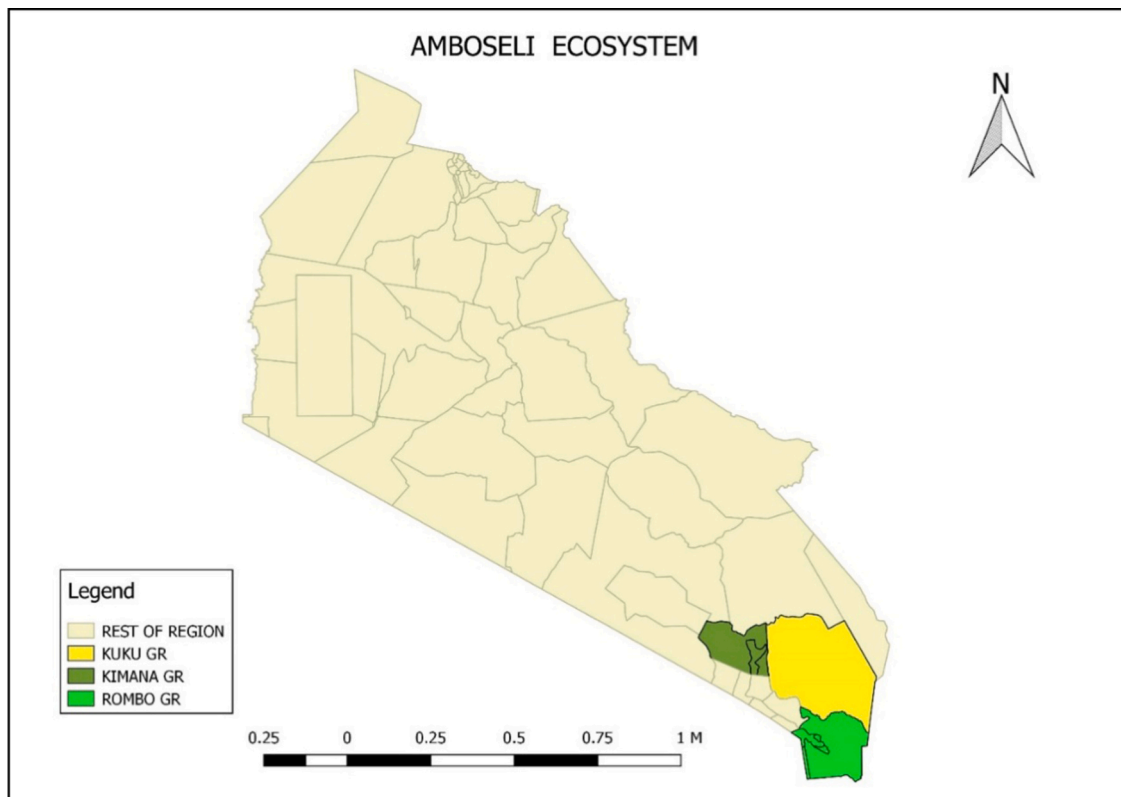 AMBOSELI ECOSYSTEM
N
Legend
REST OF REGION
KUKU GR
KIMANA GR
ROMBO GR
0.25 0 0.25 0.5 0.75 1 M